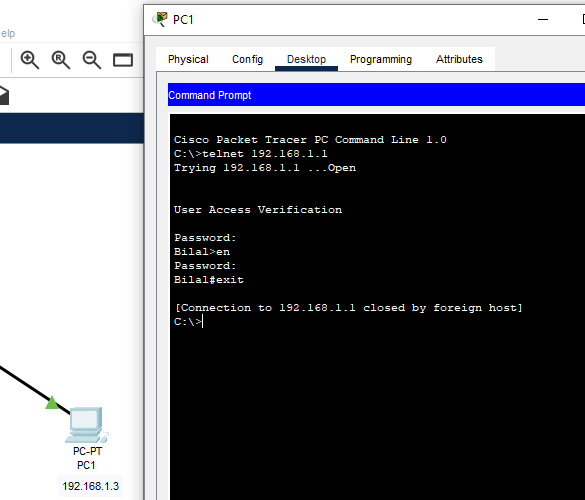 elp
PC1
Physical Config Desktop Programming Attributes
Command Prompt
Cisco Packet Tracer PC Command Line 1.0
C:\>telnet 192.168.1.1
Trying 192.168.1.1 ...Open
User Access Verification
Password:
Bilal>en
Password:
Bilal#exit
[Connection to 192.168.1.1 closed by foreign host]
C:\>
PC-PT
PC1
192.168.1.3